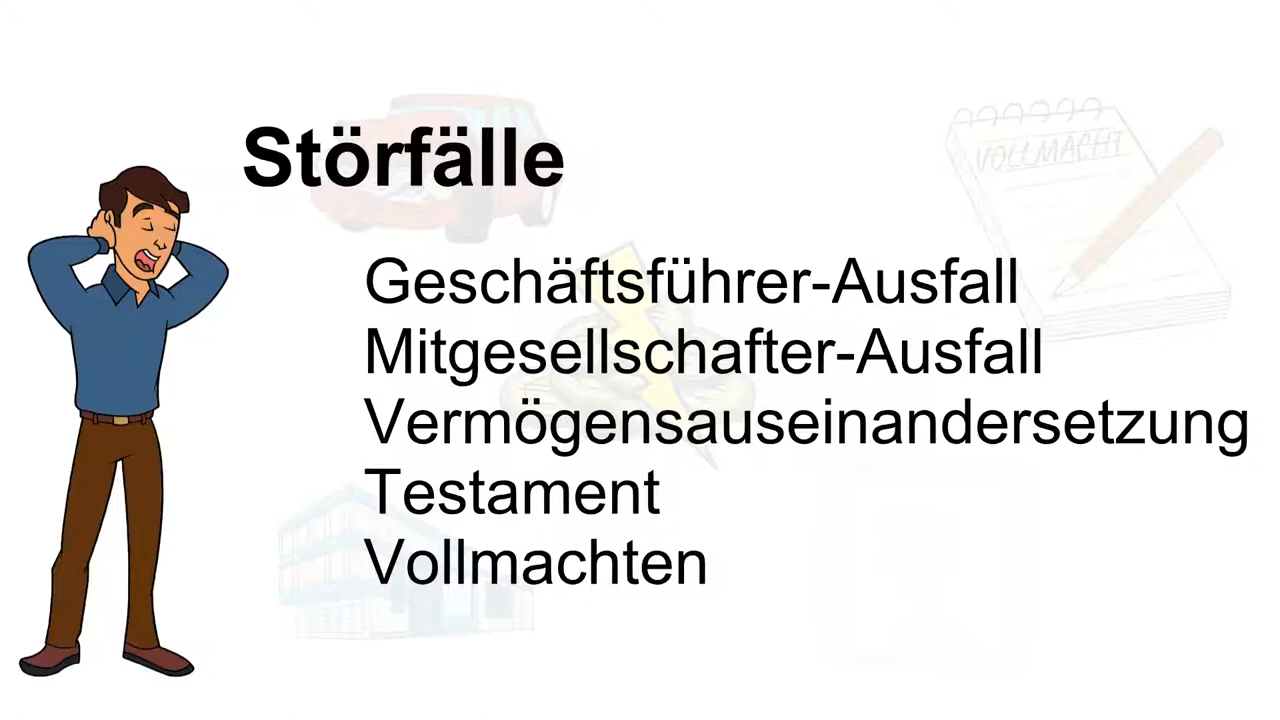 Störfälle
VOLLMACHT
Geschäftsführer-Ausfall
Mitgesellschafter-Ausfall
Vermögensauseinandersetzung
Testament
Vollmachten